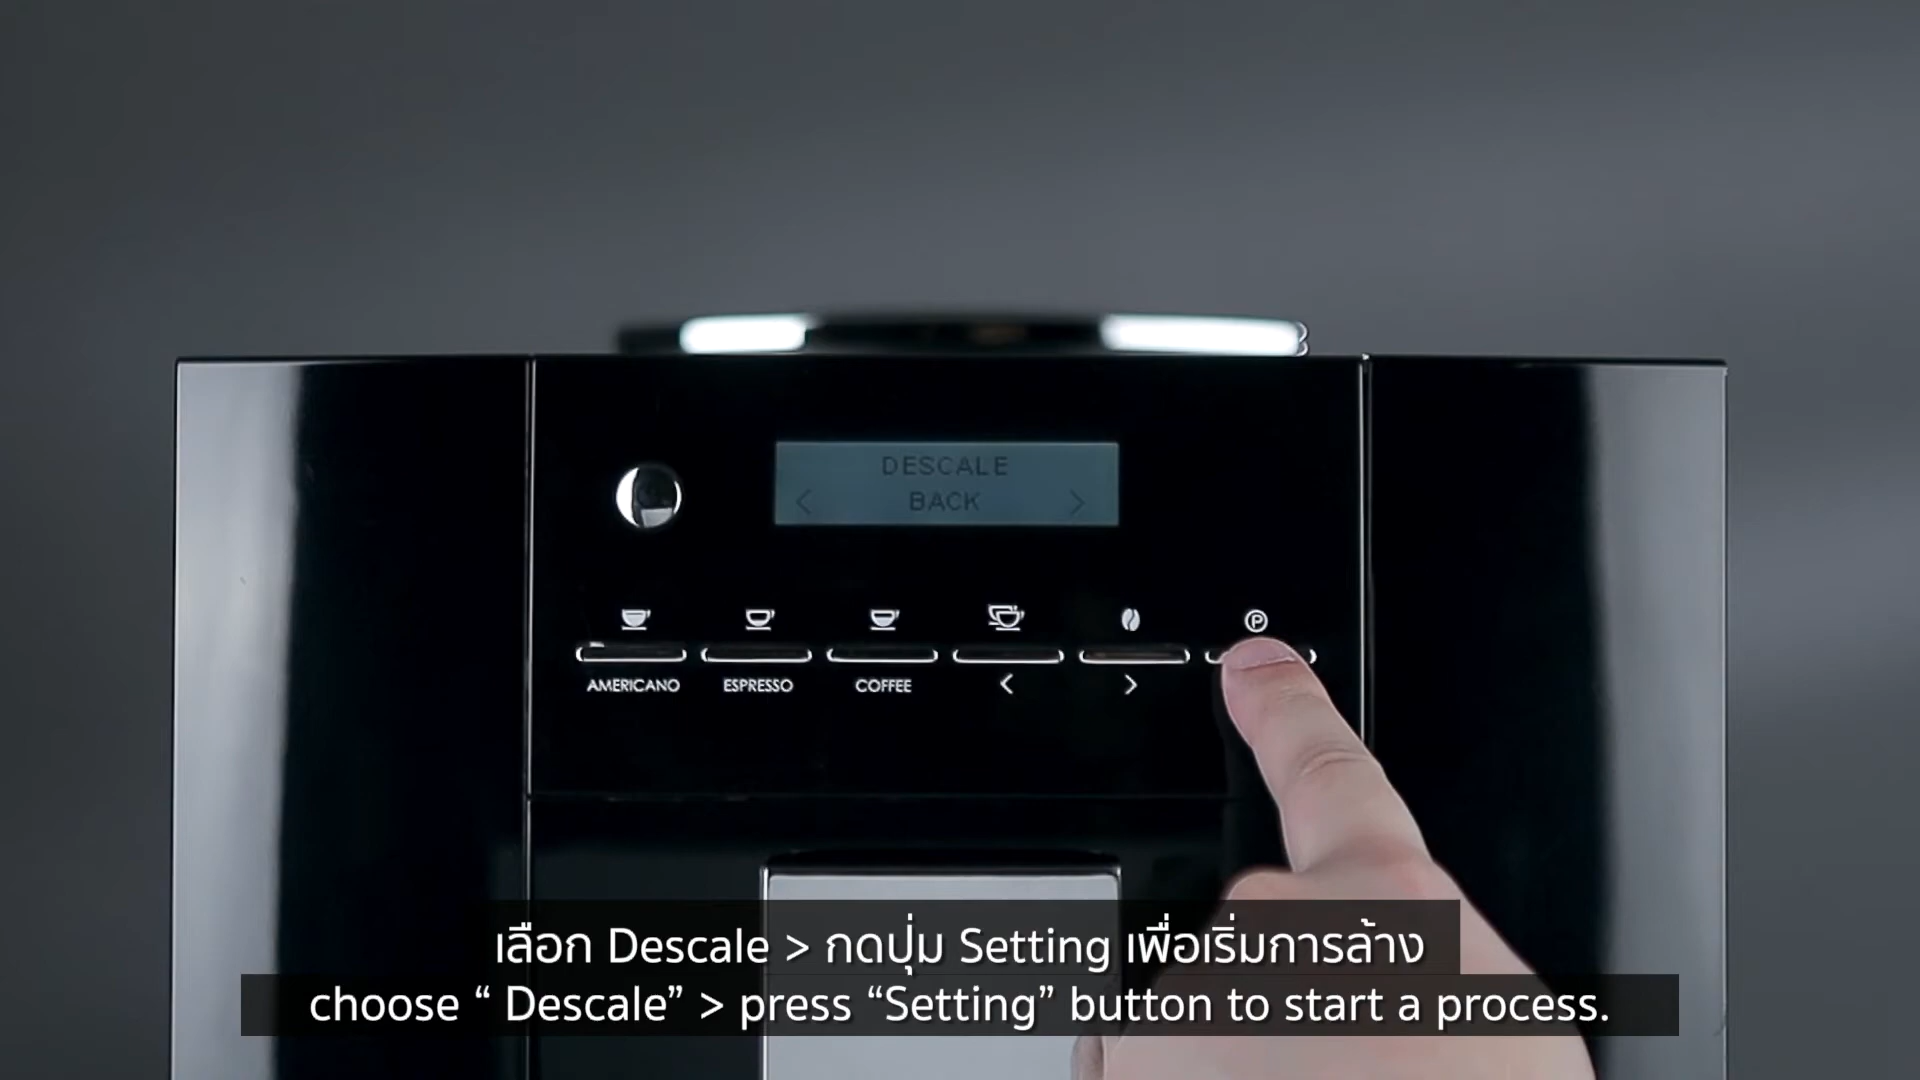 DESCALE
< BACK >
P
AMERICANO ESPRESSO COFFEE < >
เลือก Descale > กดปุ่ม Setting เพื่อเริ่มการล้าง
choose “ Descale” > press “Setting” button to start a process.